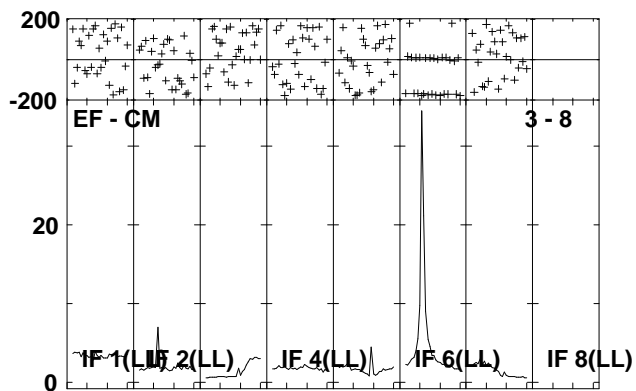 200
-200
EF - CM 3 - 8
20
0
IF 1(LL) IF 2(LL) IF 4(LL) IF 6(LL) IF 8(LL)